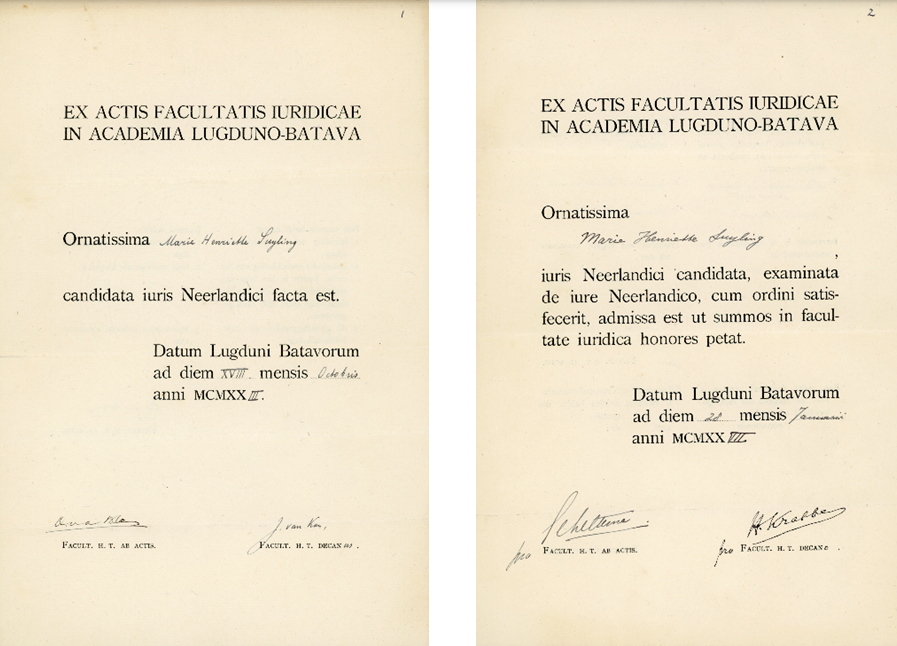 1
EX ACTIS FACULTATIS IURIDICAE
IN ACADEMIA LUGDUNO-BATAVA
Ornatissima Marie Henriette Suyling
candidata iuris Neerlandici facta est.
Datum Lugduni Batavorum
ad diem XVIII. mensis Octobris
anni MCMXXIII.
J. van Kan,
FACULT. H. T. AB ACTIS.
FACULT. H. T. DECANus.
2
EX ACTIS FACULTATIS IURIDICAE
IN ACADEMIA LUGDUNO-BATAVA
Ornatissima
Marie Henriette Suyling
,
iuris Neerlandici candidata, examinata
de iure Neerlandico, cum ordini satis-
fecerit, admissa est ut summos in facul-
tate iuridica honores petat.
Datum Lugduni Batavorum
ad diem 28 mensis Januarii
anni MCMXX
Scheltema.
H. Krabbe
pro FACULT. H. T. AB ACTIS.
pro FACULT. H. T. DECANo.